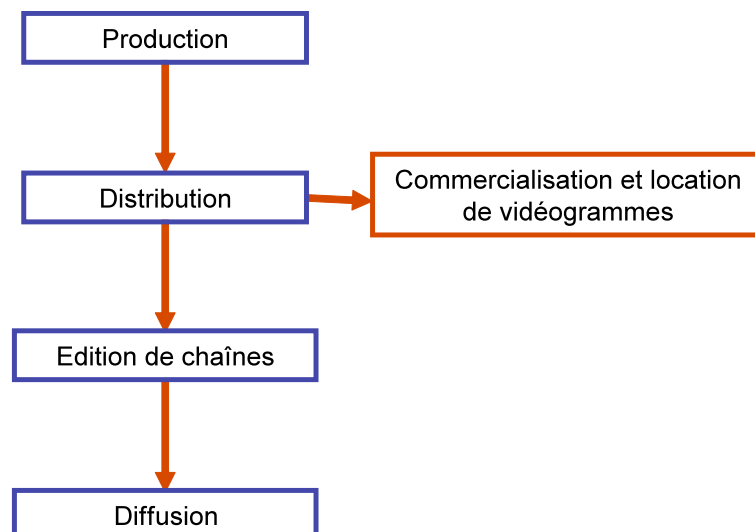 Production
Distribution
Commercialisation et location
de vidéogrammes
Edition de chaînes
Diffusion